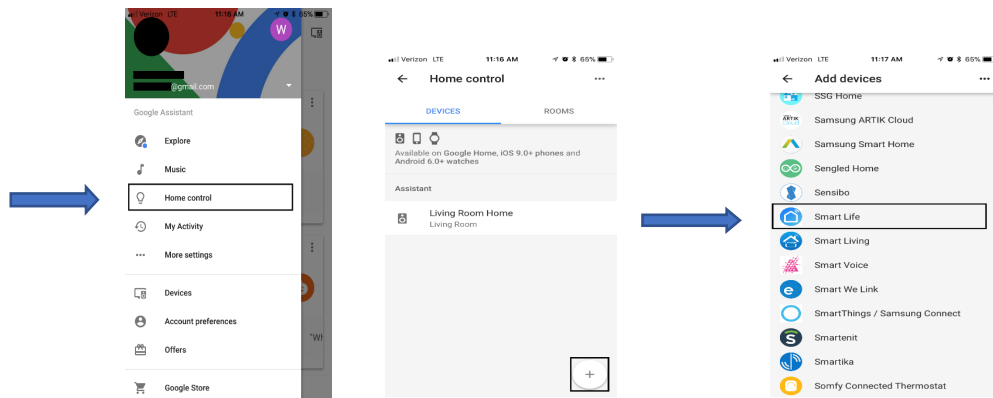 Verizon LTE 11:16 AM 65%
W
@gmail.com
Google Assistant
Explore
Music
Home control
My Activity
More settings
Devices
Account preferences
Offers
Google Store
Verizon LTE 11:16 AM 65%
Home control
DEVICES ROOMS
Available on Google Home, iOS 9.0+ phones and
Android 6.0+ watches
Assistant
Living Room Home
Living Room
+
Verizon LTE 11:17 AM 65%
Add devices
SSG Home
ARTIK
Samsung ARTIK Cloud
Samsung Smart Home
Sengled Home
Sensibo
Smart Life
Smart Living
Smart Voice
e
Smart We Link
SmartThings / Samsung Connect
S
Smartenit
Smartika
Somfy Connected Thermostat